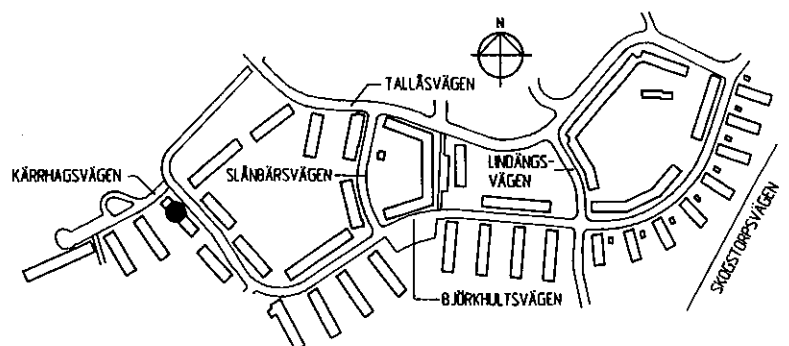 N
TALLÅSVÄGEN
KÄRRHAGSVÄGEN
SLÅNBÄRSVÄGEN
LINDÄNGS-
VÄGEN
SKOGSTORPSVÄGEN
BJÖRKHULTSVÄGEN